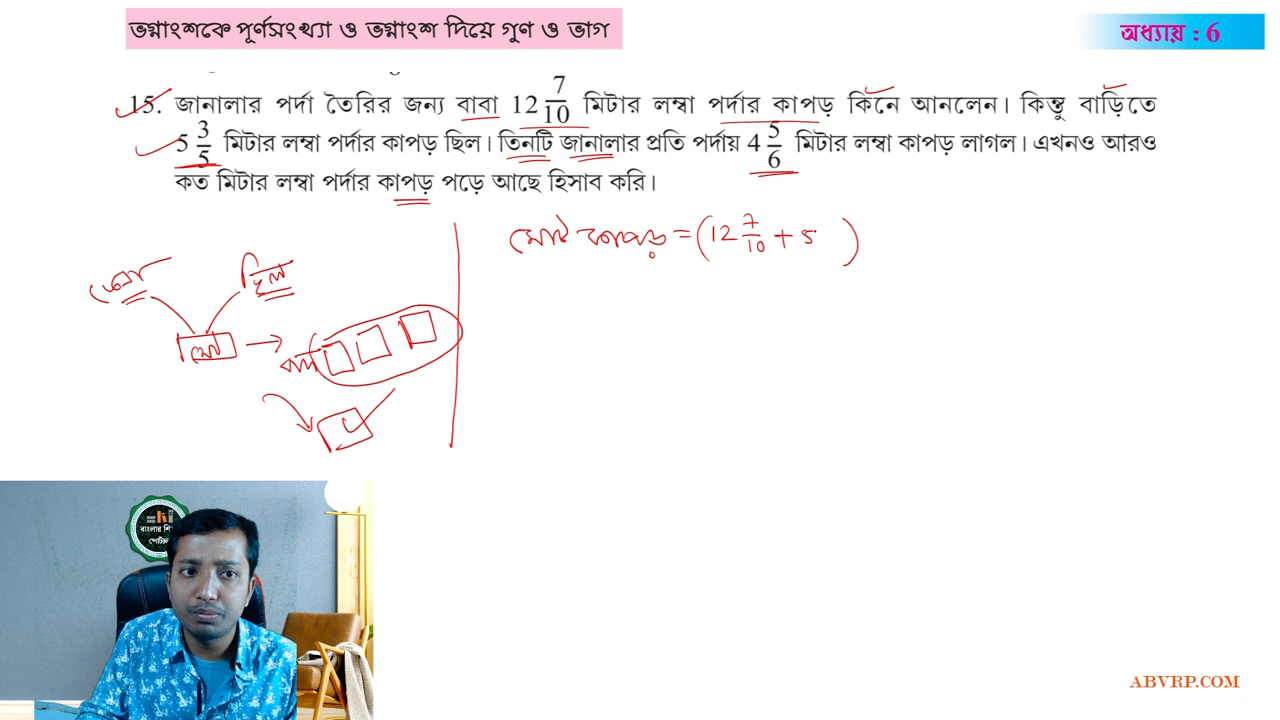 ভগ্নাংশকে পূর্ণসংখ্যা ও ভগ্নাংশ দিয়ে গুণ ও ভাগ
অধ্যায় : 6
15. জানালার পর্দা তৈরির জন্য বাবা 12 7/10 মিটার লম্বা পর্দার কাপড় কিনে আনলেন। কিন্তু বাড়িতে
5 3/5 মিটার লম্বা পর্দার কাপড় ছিল। তিনটি জানালার প্রতি পর্দায় 4 5/6 মিটার লম্বা কাপড় লাগল। এখনও আরও
কত মিটার লম্বা পর্দার কাপড় পড়ে আছে হিসাব করি।
মোট কাপড় = (12 7/10 + 5 )
কেনা
ছিল
মোট
বাংলার শি
পোর্টাল
ABVRP.COM